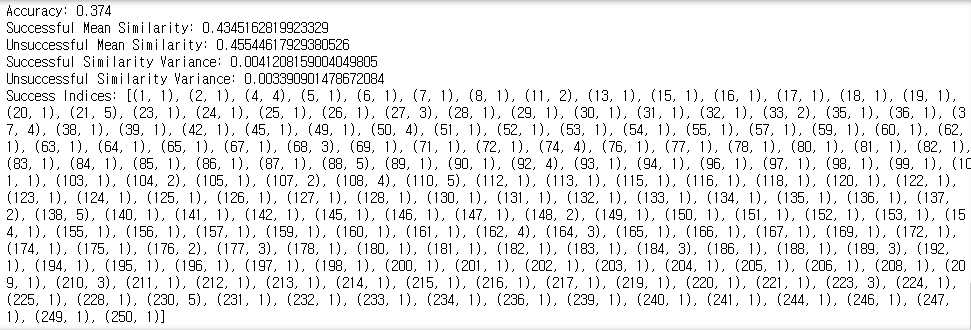 Accuracy: 0.374
Successful Mean Similarity: 0.4345162819923329
Unsuccessful Mean Similarity: 0.45544617929380526
Successful Similarity Variance: 0.0041208159004049805
Unsuccessful Similarity Variance: 0.003390901478672084
Success Indices: [(1, 1), (2, 1), (4, 4), (5, 1), (6, 1), (7, 1), (8, 1), (11, 2), (13, 1), (15, 1), (16, 1), (17, 1), (18, 1), (19, 1),
(20, 1), (21, 5), (23, 1), (24, 1), (25, 1), (26, 1), (27, 3), (28, 1), (29, 1), (30, 1), (31, 1), (32, 1), (33, 2), (35, 1), (36, 1), (3
7, 4), (38, 1), (39, 1), (42, 1), (45, 1), (49, 1), (50, 4), (51, 1), (52, 1), (53, 1), (54, 1), (55, 1), (57, 1), (59, 1), (60, 1), (62,
1), (63, 1), (64, 1), (65, 1), (67, 1), (68, 3), (69, 1), (71, 1), (72, 1), (74, 4), (76, 1), (77, 1), (78, 1), (80, 1), (81, 1), (82, 1),
(83, 1), (84, 1), (85, 1), (86, 1), (87, 1), (88, 5), (89, 1), (90, 1), (92, 4), (93, 1), (94, 1), (96, 1), (97, 1), (98, 1), (99, 1), (10
1, 1), (103, 1), (104, 2), (105, 1), (107, 2), (108, 4), (110, 5), (112, 1), (113, 1), (115, 1), (116, 1), (118, 1), (120, 1), (122, 1),
(123, 1), (124, 1), (125, 1), (126, 1), (127, 1), (128, 1), (130, 1), (131, 1), (132, 1), (133, 1), (134, 1), (135, 1), (136, 1), (137,
2), (138, 5), (140, 1), (141, 1), (142, 1), (145, 1), (146, 1), (147, 1), (148, 2), (149, 1), (150, 1), (151, 1), (152, 1), (153, 1), (15
4, 1), (155, 1), (156, 1), (157, 1), (159, 1), (160, 1), (161, 1), (162, 4), (164, 3), (165, 1), (166, 1), (167, 1), (169, 1), (172, 1),
(174, 1), (175, 1), (176, 2), (177, 3), (178, 1), (180, 1), (181, 1), (182, 1), (183, 1), (184, 3), (186, 1), (188, 1), (189, 3), (192,
1), (194, 1), (195, 1), (196, 1), (197, 1), (198, 1), (200, 1), (201, 1), (202, 1), (203, 1), (204, 1), (205, 1), (206, 1), (208, 1), (20
9, 1), (210, 3), (211, 1), (212, 1), (213, 1), (214, 1), (215, 1), (216, 1), (217, 1), (219, 1), (220, 1), (221, 1), (223, 3), (224, 1),
(225, 1), (228, 1), (230, 5), (231, 1), (232, 1), (233, 1), (234, 1), (236, 1), (239, 1), (240, 1), (241, 1), (244, 1), (246, 1), (247,
1), (249, 1), (250, 1)]